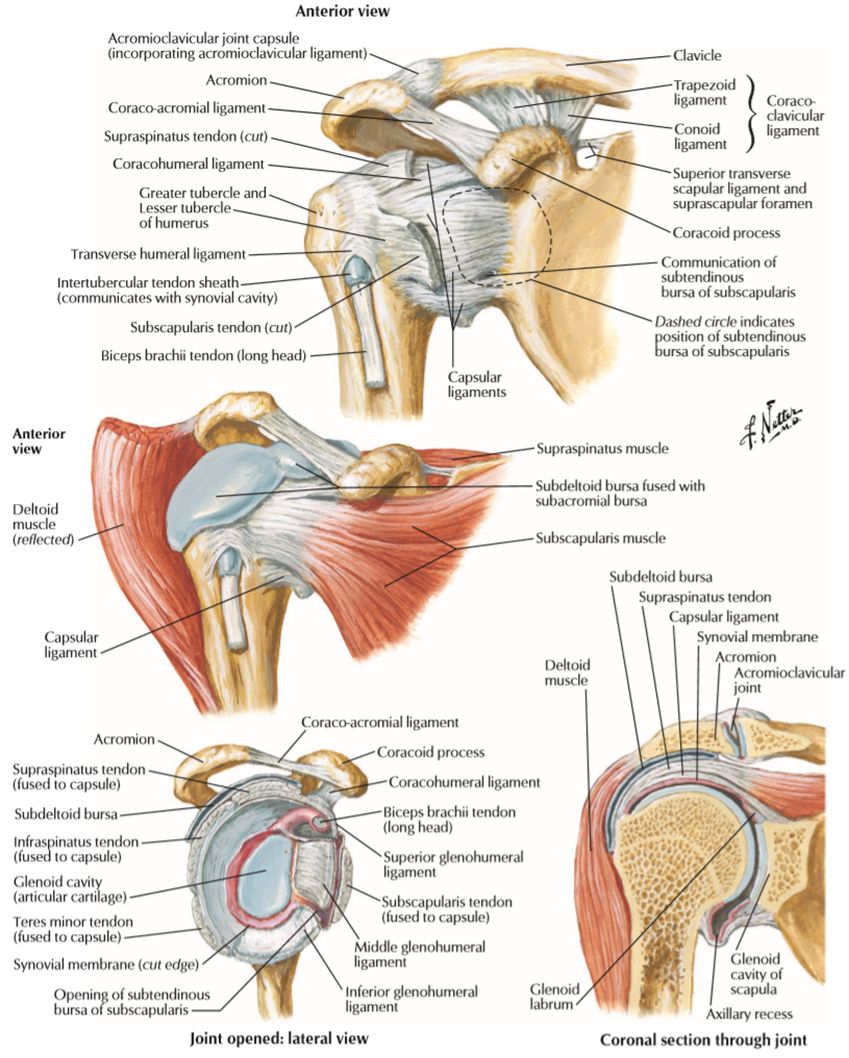 Anterior view
Acromioclavicular joint capsule
(incorporating acromioclavicular ligament)
Acromion
Coraco-acromial ligament
Supraspinatus tendon (cut)
Coracohumeral ligament
Greater tubercle and
Lesser tubercle
of humerus
Transverse humeral ligament
Intertubercular tendon sheath
(communicates with synovial cavity)
Subscapularis tendon (cut)
Biceps brachii tendon (long head)
Clavicle
Trapezoid
ligament
Conoid
ligament
Coraco-
clavicular
ligament
Superior transverse
scapular ligament and
suprascapular foramen
Coracoid process
Communication of
subtendinous
bursa of subscapularis
Dashed circle indicates
position of subtendinous
bursa of subscapularis
Capsular
ligaments
F. Netter
M.D.
Anterior
view
Deltoid
muscle
(reflected)
Capsular
ligament
Supraspinatus muscle
Subdeltoid bursa fused with
subacromial bursa
Subscapularis muscle
Acromion
Supraspinatus tendon
(fused to capsule)
Subdeltoid bursa
Infraspinatus tendon
(fused to capsule)
Glenoid cavity
(articular cartilage)
Teres minor tendon
(fused to capsule)
Synovial membrane (cut edge)
Opening of subtendinous
bursa of subscapularis
Coraco-acromial ligament
Coracoid process
Coracohumeral ligament
Biceps brachii tendon
(long head)
Superior glenohumeral
ligament
Subscapularis tendon
(fused to capsule)
Middle glenohumeral
ligament
Inferior glenohumeral
ligament
Joint opened: lateral view
Subdeltoid bursa
Supraspinatus tendon
Capsular ligament
Synovial membrane
Acromion
Acromioclavicular
joint
Deltoid
muscle
Glenoid
labrum
Glenoid
cavity of
scapula
Axillary recess
Coronal section through joint